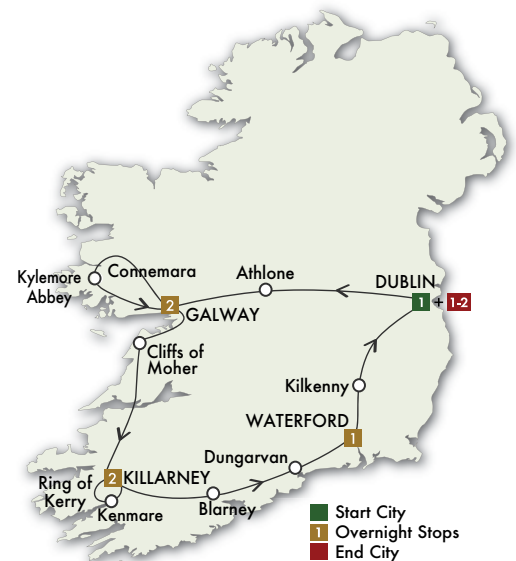 Kylemore
Abbey
Connemara
Athlone
DUBLIN
1 + 1-2
2
GALWAY
Cliffs of
Moher
Kilkenny
WATERFORD
1
Dungarvan
2 KILLARNEY
Ring of
Kerry
Kenmare
Blarney
Start City
1 Overnight Stops
End City